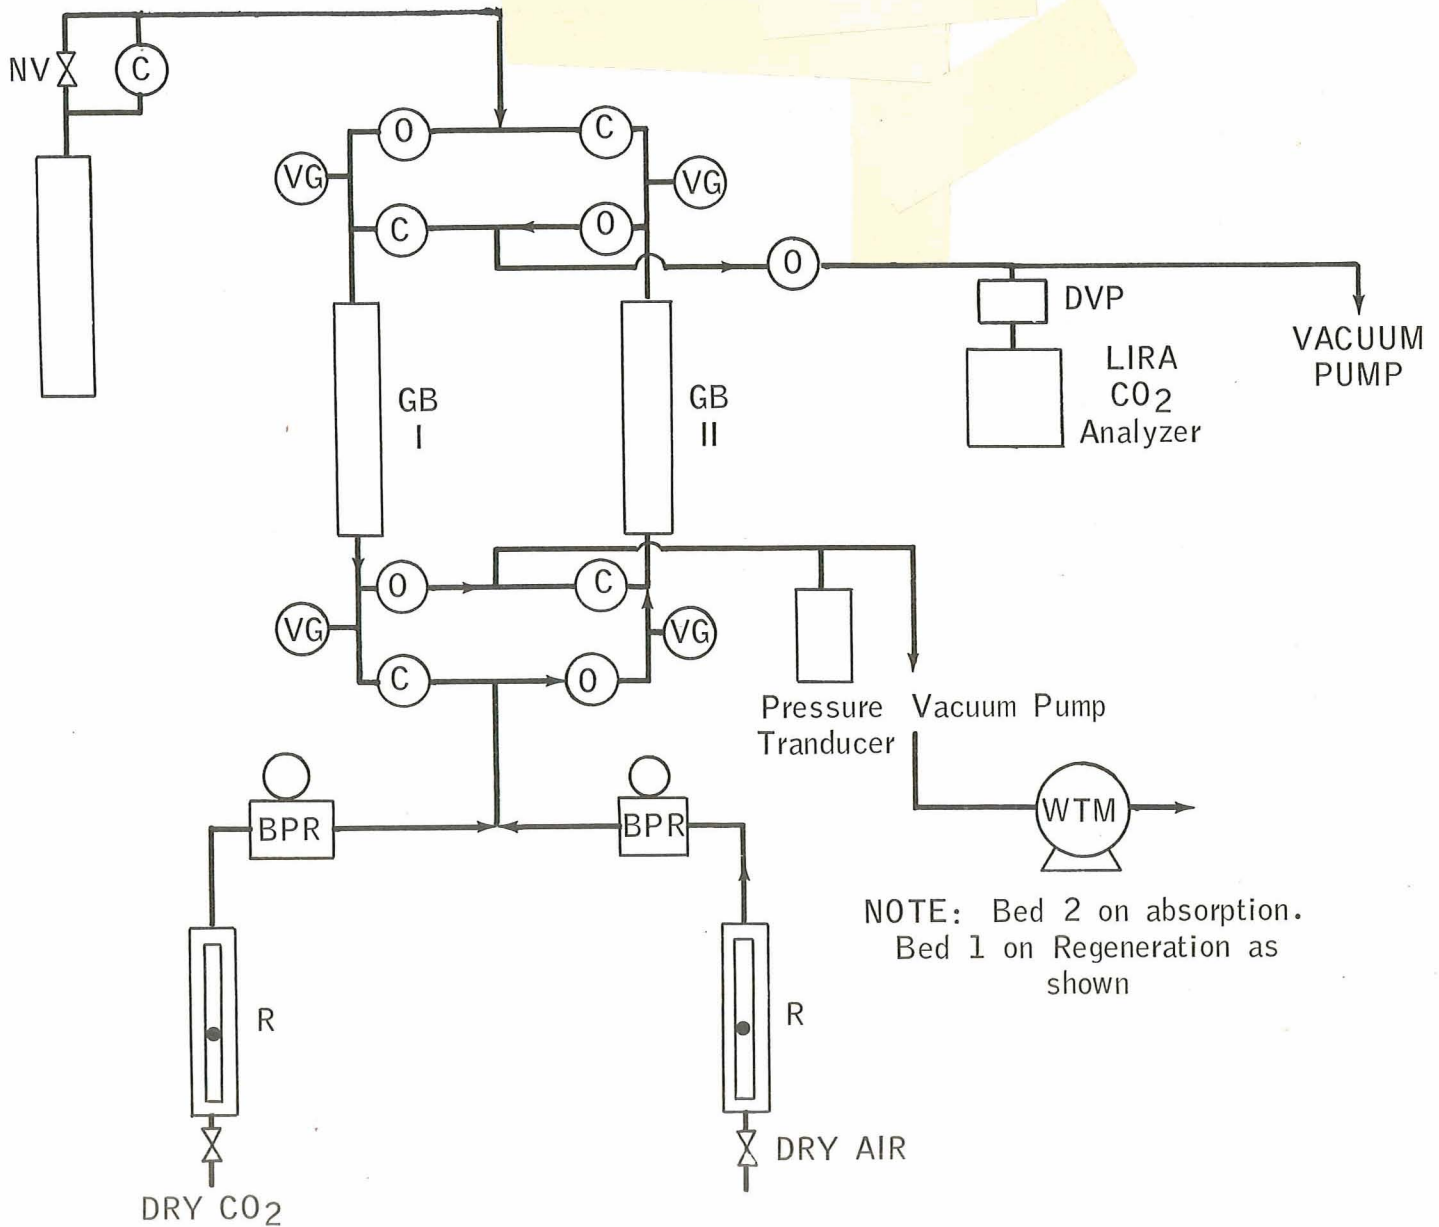 NV
C
O
C
VG
VG
C
O
O
DVP
VACUUM
PUMP
LIRA
CO2
Analyzer
GB
I
GB
II
O
C
VG
VG
C
O
Pressure
Tranducer
Vacuum Pump
BPR
BPR
WTM
NOTE: Bed 2 on absorption.
Bed 1 on Regeneration as
shown
R
R
DRY AIR
DRY CO2